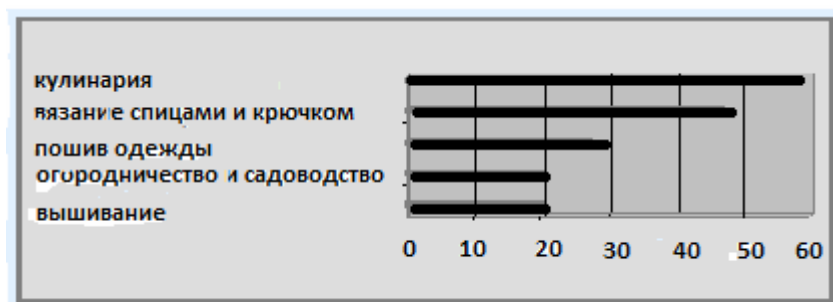 кулинария
вязание спицами и крючком
пошив одежды
огородничество и садоводство
вышивание
0 10 20 30 40 50 60